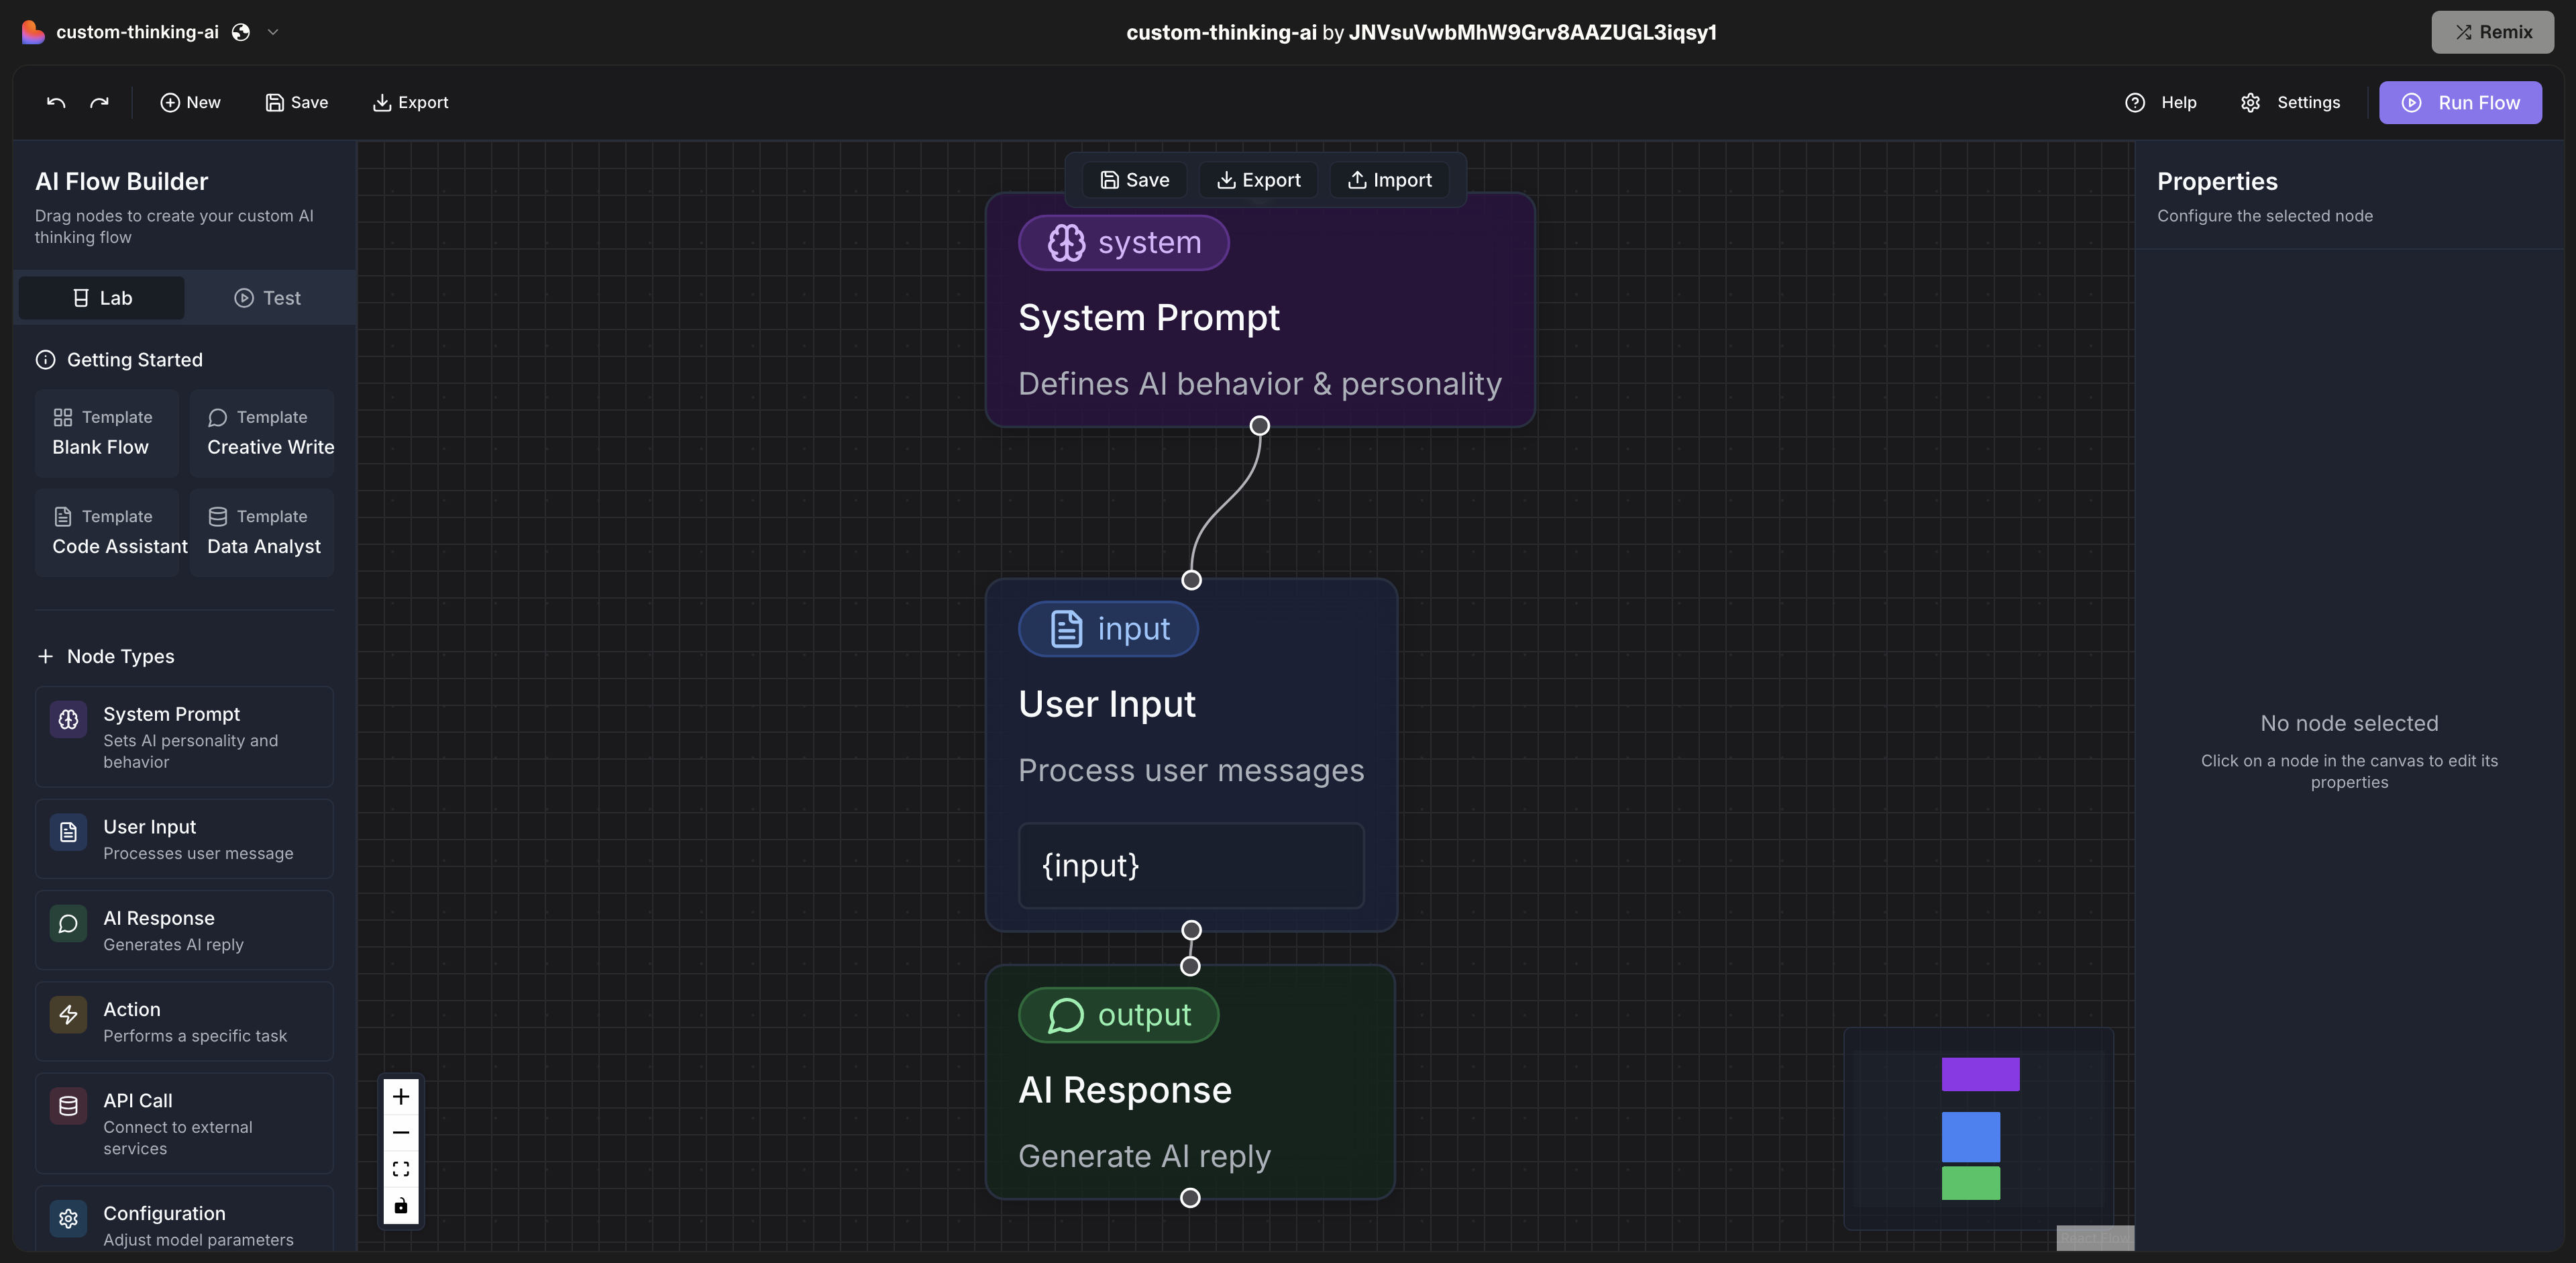 custom-thinking-ai
custom-thinking-ai by JNVsuVwbMhW9Grv8AAZUGL3iqsy1
Remix
New
Save
Export
Help
Settings
Run Flow
AI Flow Builder
Drag nodes to create your custom AI
thinking flow
Lab
Test
Getting Started
Template
Blank Flow
Template
Creative Write
Template
Code Assistant
Template
Data Analyst
Node Types
System Prompt
Sets AI personality and
behavior
User Input
Processes user message
AI Response
Generates AI reply
Action
Performs a specific task
API Call
Connect to external
services
Configuration
Adjust model parameters
Save
Export
Import
system
System Prompt
Defines AI behavior & personality
input
User Input
Process user messages
{input}
output
AI Response
Generate AI reply
React Flow
Properties
Configure the selected node
No node selected
Click on a node in the canvas to edit its
properties